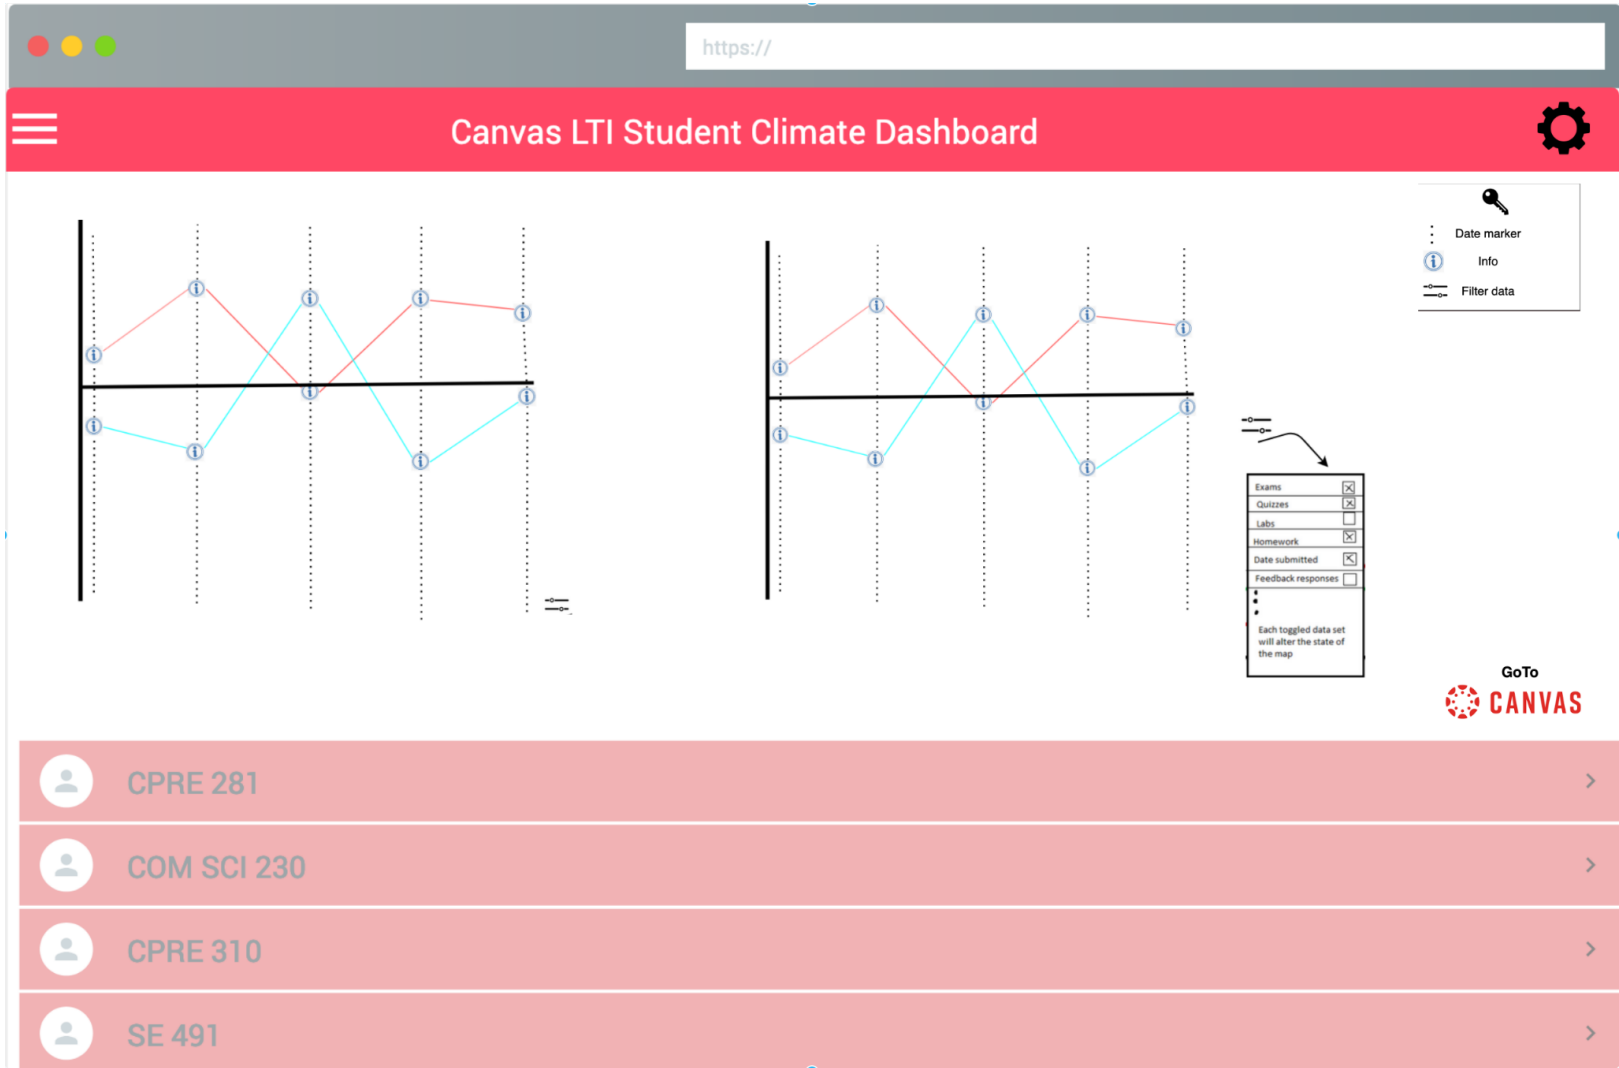 https://
Canvas LTI Student Climate Dashboard
Date marker
Info
Filter data
Exams
Quizzes
Labs
Homework
Date submitted
Feedback responses
Each toggled data set
will alter the state of
the map
GoTo
CANVAS
CPRE 281
COM SCI 230
CPRE 310
SE 491